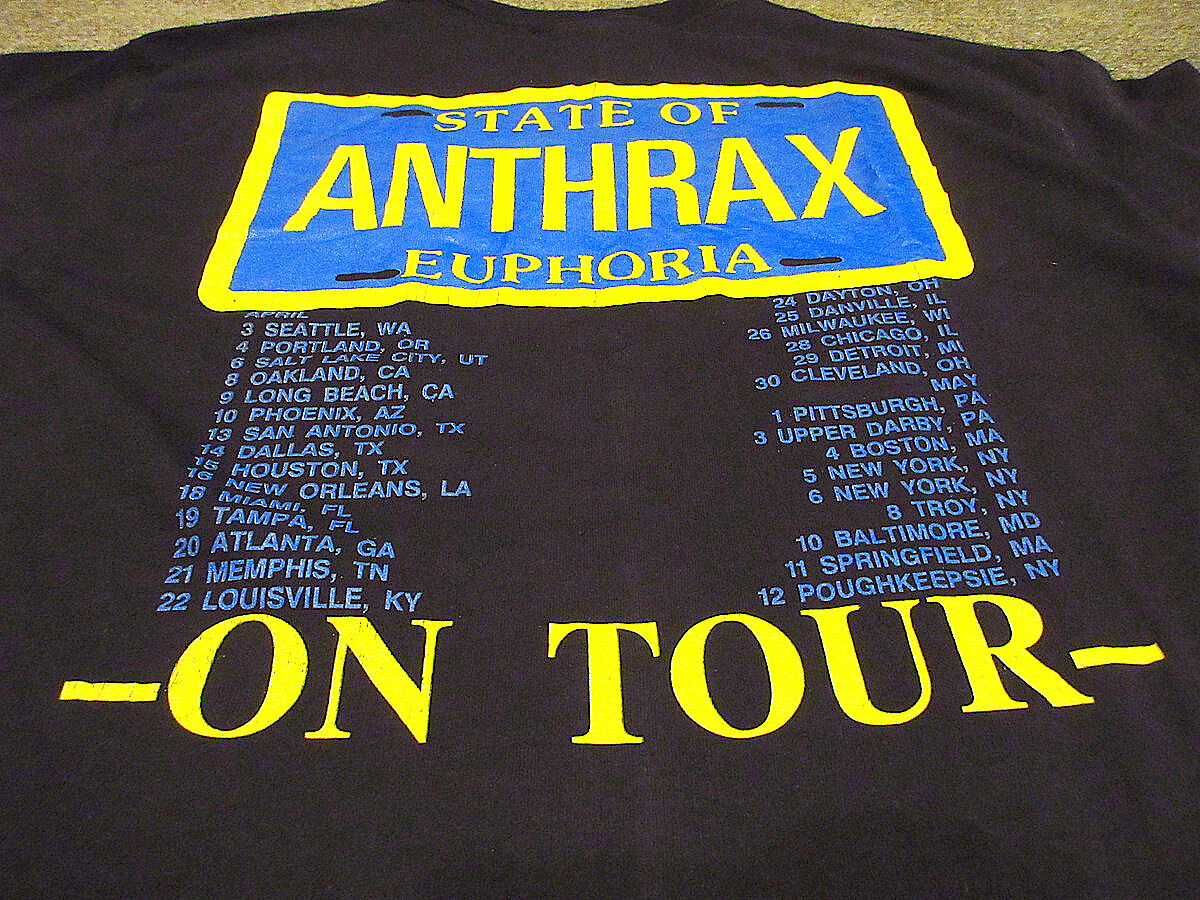 STATE OF
ANTHRAX
EUPHORIA
APRIL
3 SEATTLE, WA
4 PORTLAND, OR
6 SALT LAKE CITY, UT
8 OAKLAND, CA
9 LONG BEACH, CA
10 PHOENIX, AZ
13 SAN ANTONIO, TX
14 DALLAS, TX
15 HOUSTON, TX
16 NEW ORLEANS, LA
18 MIAMI, FL
19 TAMPA, FL
20 ATLANTA, GA
21 MEMPHIS, TN
22 LOUISVILLE, KY
24 DAYTON, OH
25 DANVILLE, IL
26 MILWAUKEE, WI
28 CHICAGO, IL
29 DETROIT, MI
30 CLEVELAND, OH
MAY
1 PITTSBURGH, PA
3 UPPER DARBY, PA
4 BOSTON, MA
5 NEW YORK, NY
6 NEW YORK, NY
8 TROY, NY
10 BALTIMORE, MD
11 SPRINGFIELD, MA
12 POUGHKEEPSIE, NY
-ON TOUR-